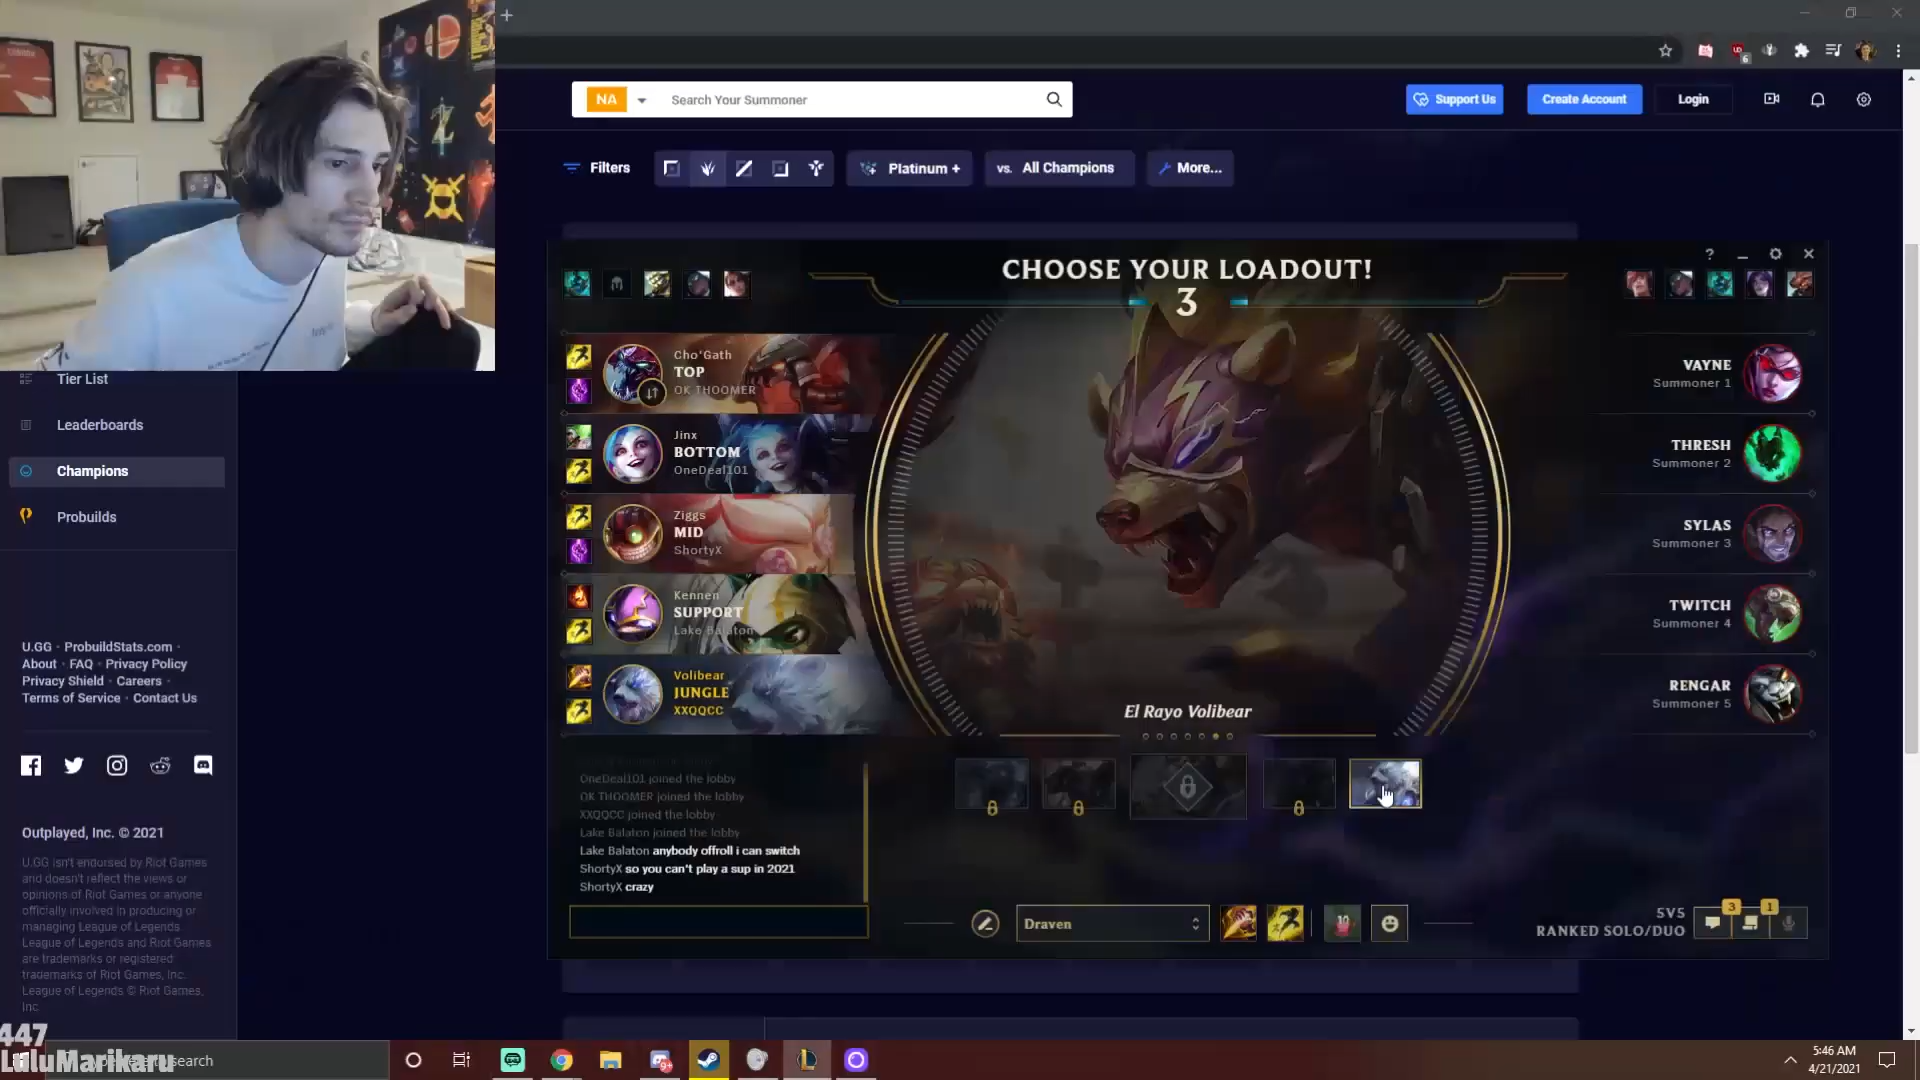 NA
Search Your Summoner
Support Us
Create Account
Login
Filters
Platinum +
vs. All Champions
More...
CHOOSE YOUR LOADOUT!
3
Cho'Gath
TOP
OK THOOMER
Jinx
BOTTOM
OneDeal101
Ziggs
MID
ShortyX
Kennen
SUPPORT
Lake Balaton
Volibear
JUNGLE
XXQQCC
VAYNE
Summoner 1
THRESH
Summoner 2
SYLAS
Summoner 3
TWITCH
Summoner 4
RENGAR
Summoner 5
El Rayo Volibear
OneDeal101 joined the lobby
OK THOOMER joined the lobby
XXQQCC joined the lobby
Lake Balaton joined the lobby
Lake Balaton anybody offroll i can switch
ShortyX so you can't play a sup in 2021
ShortyX crazy
Draven
10
5V5
RANKED SOLO/DUO
3
1
Tier List
Leaderboards
Champions
Probuilds
U.GG · ProbuildStats.com ·
About · FAQ · Privacy Policy
Privacy Shield · Careers ·
Terms of Service · Contact Us
Outplayed, Inc. © 2021
U.GG isn't endorsed by Riot Games
and doesn't reflect the views or
opinions of Riot Games or anyone
officially involved in producing or
managing League of Legends.
League of Legends and Riot Games
are trademarks or registered
trademarks of Riot Games, Inc.
League of Legends © Riot Games,
Inc.
447
LuluMarikaru
search
9+
5:46 AM
4/21/2021